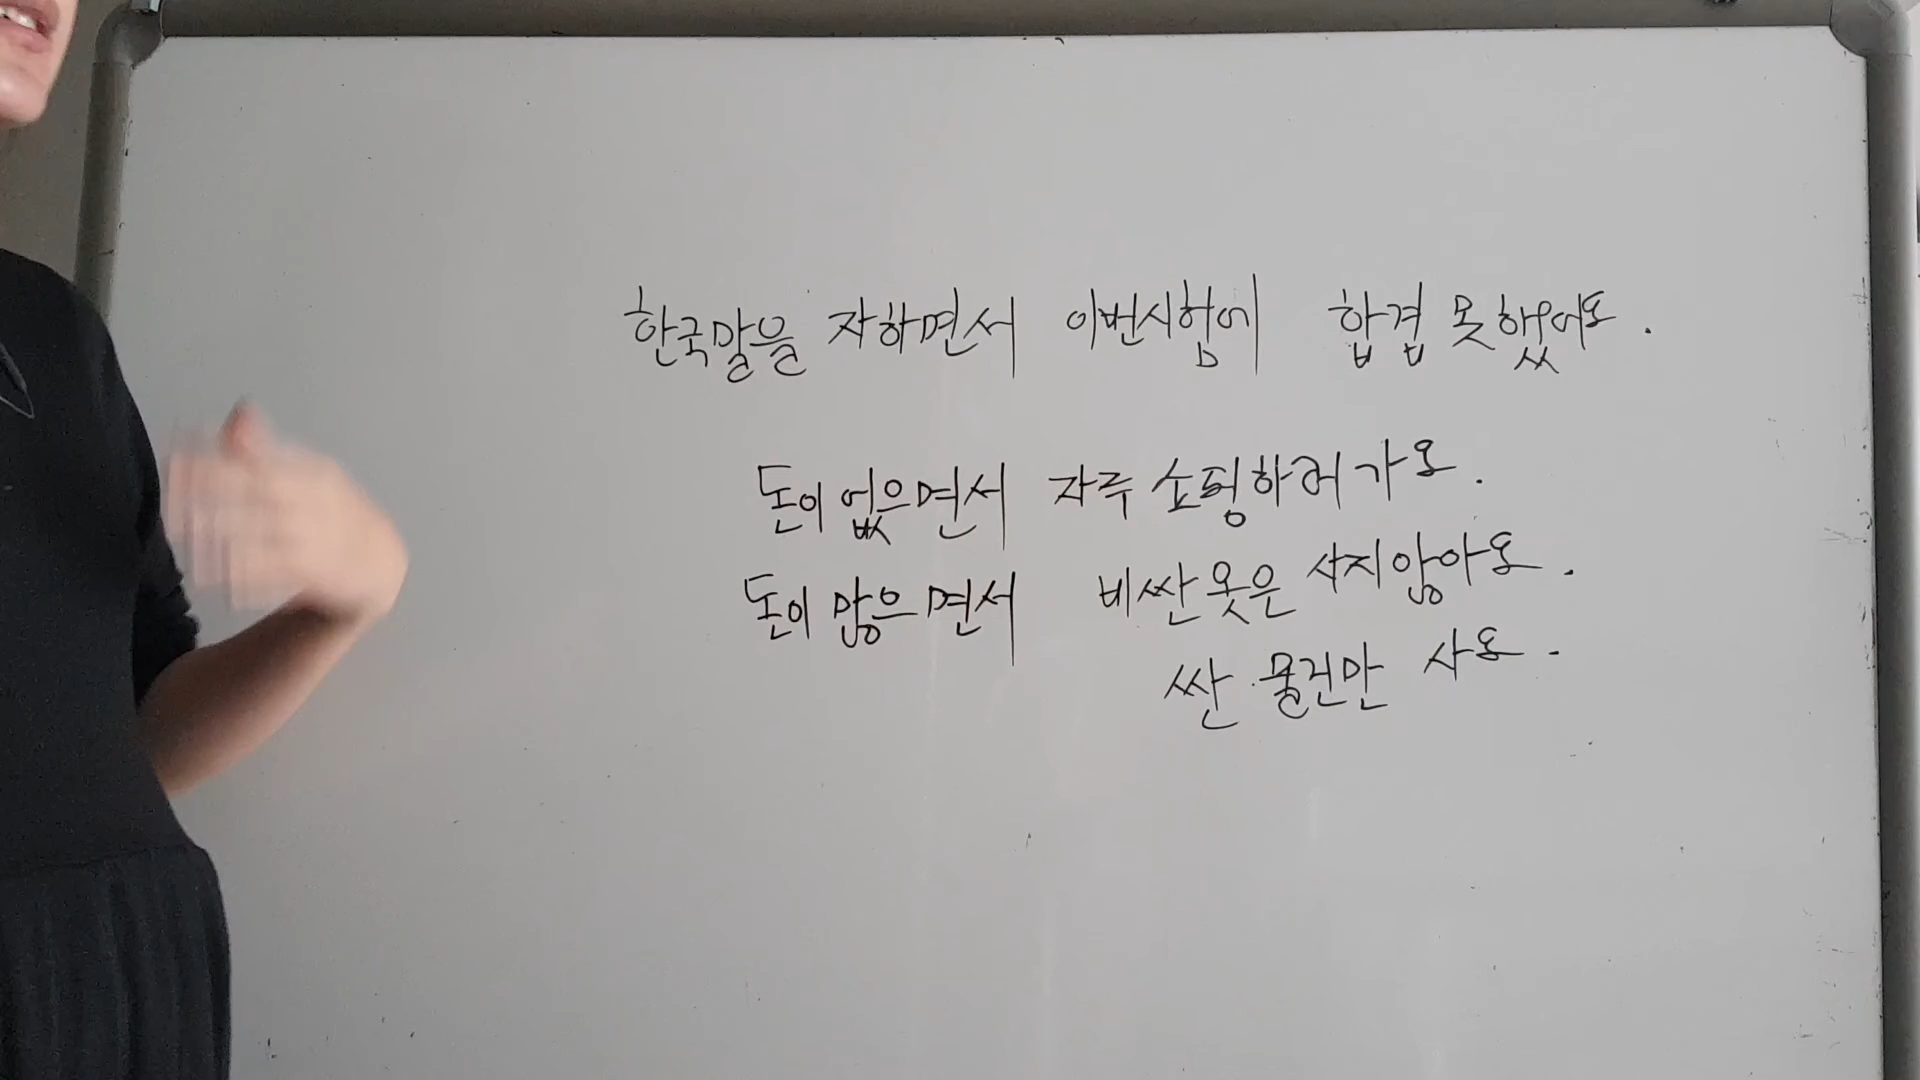 한국말을 자하면서 이번시험에 합겹 못했어요.
돈이 없으면서 자주 쇼핑하러 가요.
돈이 많으면서 비싼 옷은 사지않아요.
싼 물건만 사요.